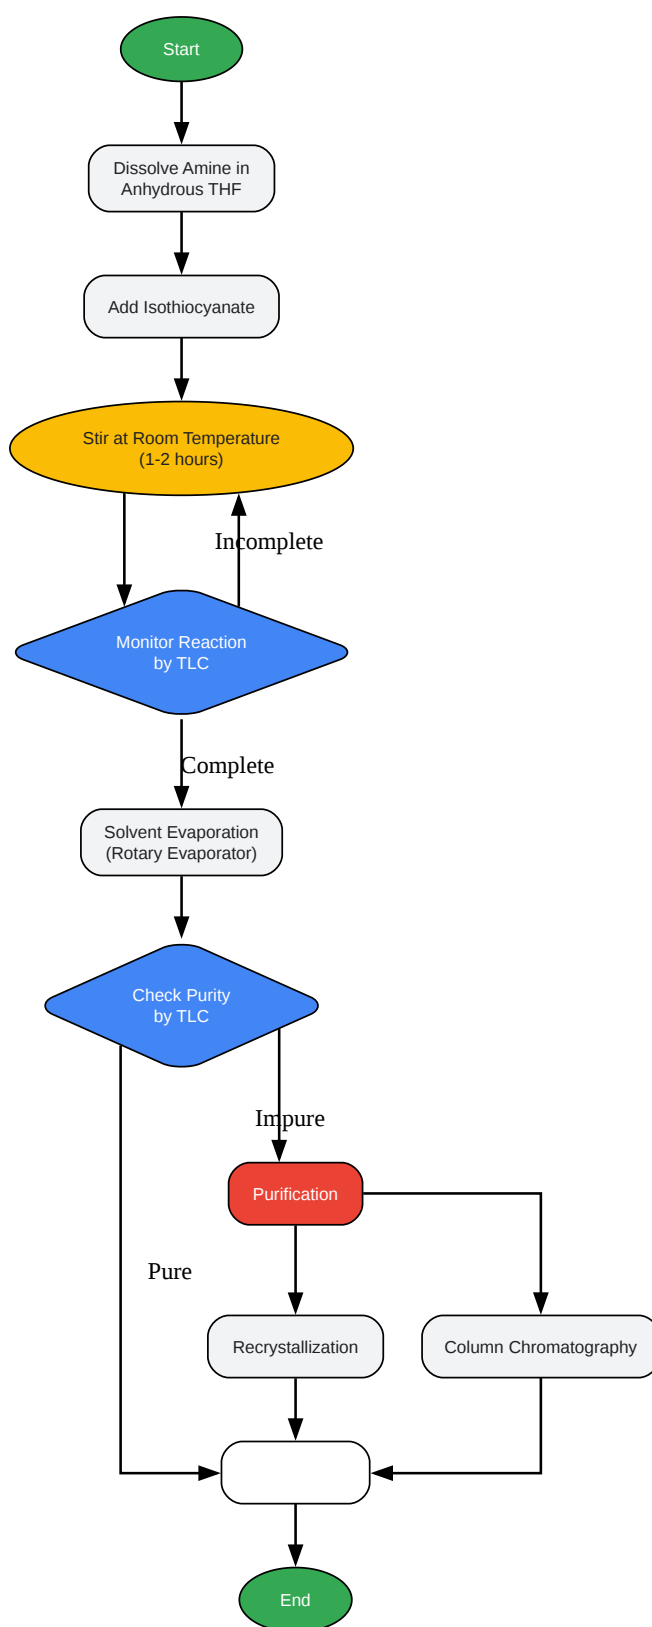 Start
Dissolve Amine in
Anhydrous THF
Add Isothiocyanate
Stir at Room Temperature
(1-2 hours)
Incomplete
Monitor Reaction
by TLC
Complete
Solvent Evaporation
(Rotary Evaporator)
Check Purity
by TLC
Impure
Purification
Pure
Recrystallization
Column Chromatography
End